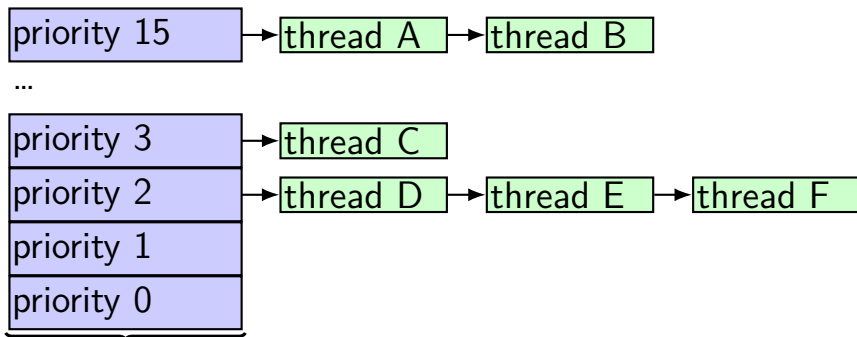 priority 15 thread A thread B
...
priority 3 thread C
priority 2 thread D thread E thread F
priority 1
priority 0